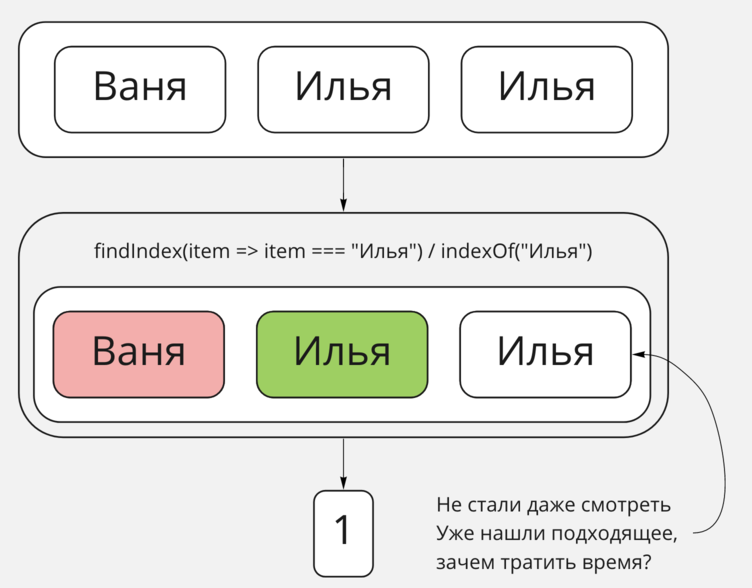 Ваня Илья Илья
findIndex(item => item === "Илья") / indexOf("Илья")
Ваня Илья Илья
1
Не стали даже смотреть
Уже нашли подходящее,
зачем тратить время?